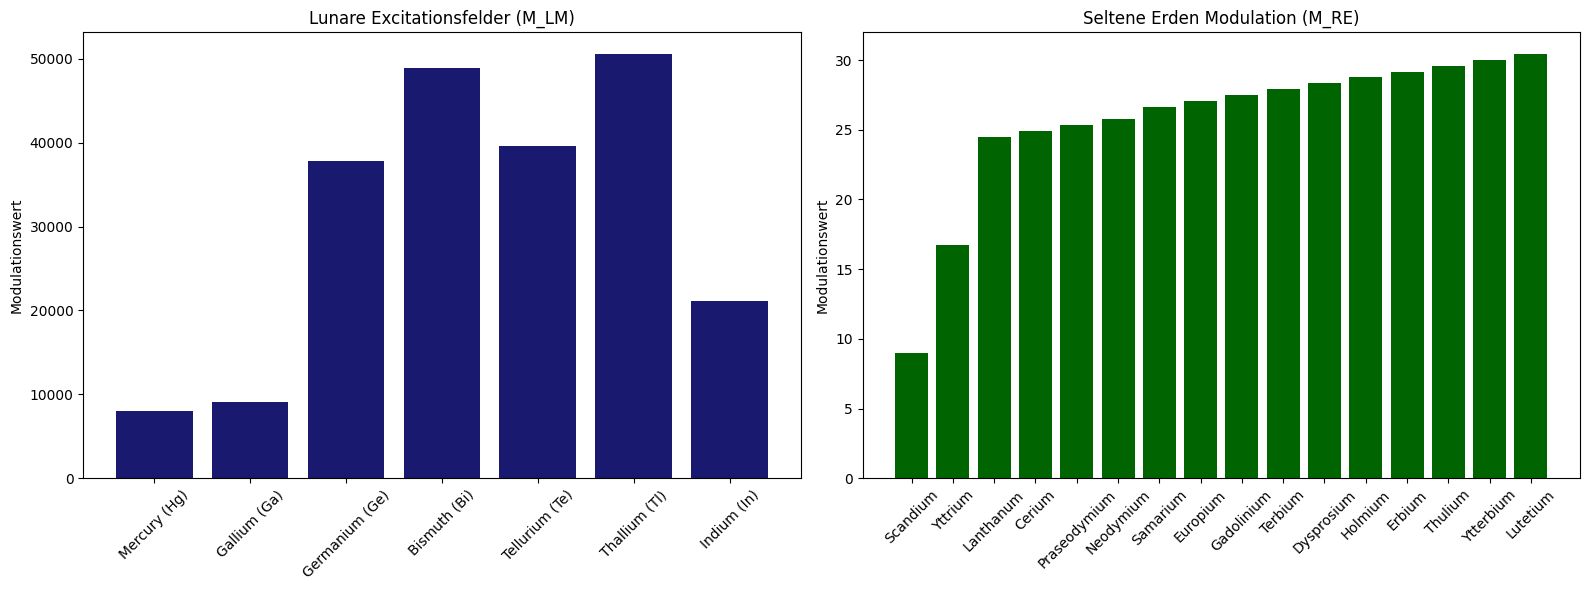 Lunare Excitationsfelder (M_LM)
Modulationswert
50000
40000
30000
20000
10000
0
Mercury (Hg)
Gallium (Ga)
Germanium (Ge)
Bismuth (Bi)
Tellurium (Te)
Thallium (Tl)
Indium (In)
Seltene Erden Modulation (M_RE)
Modulationswert
30
25
20
15
10
5
0
Scandium
Yttrium
Lanthanum
Cerium
Praseodymium
Neodymium
Samarium
Europium
Gadolinium
Terbium
Dysprosium
Holmium
Erbium
Thulium
Ytterbium
Lutetium